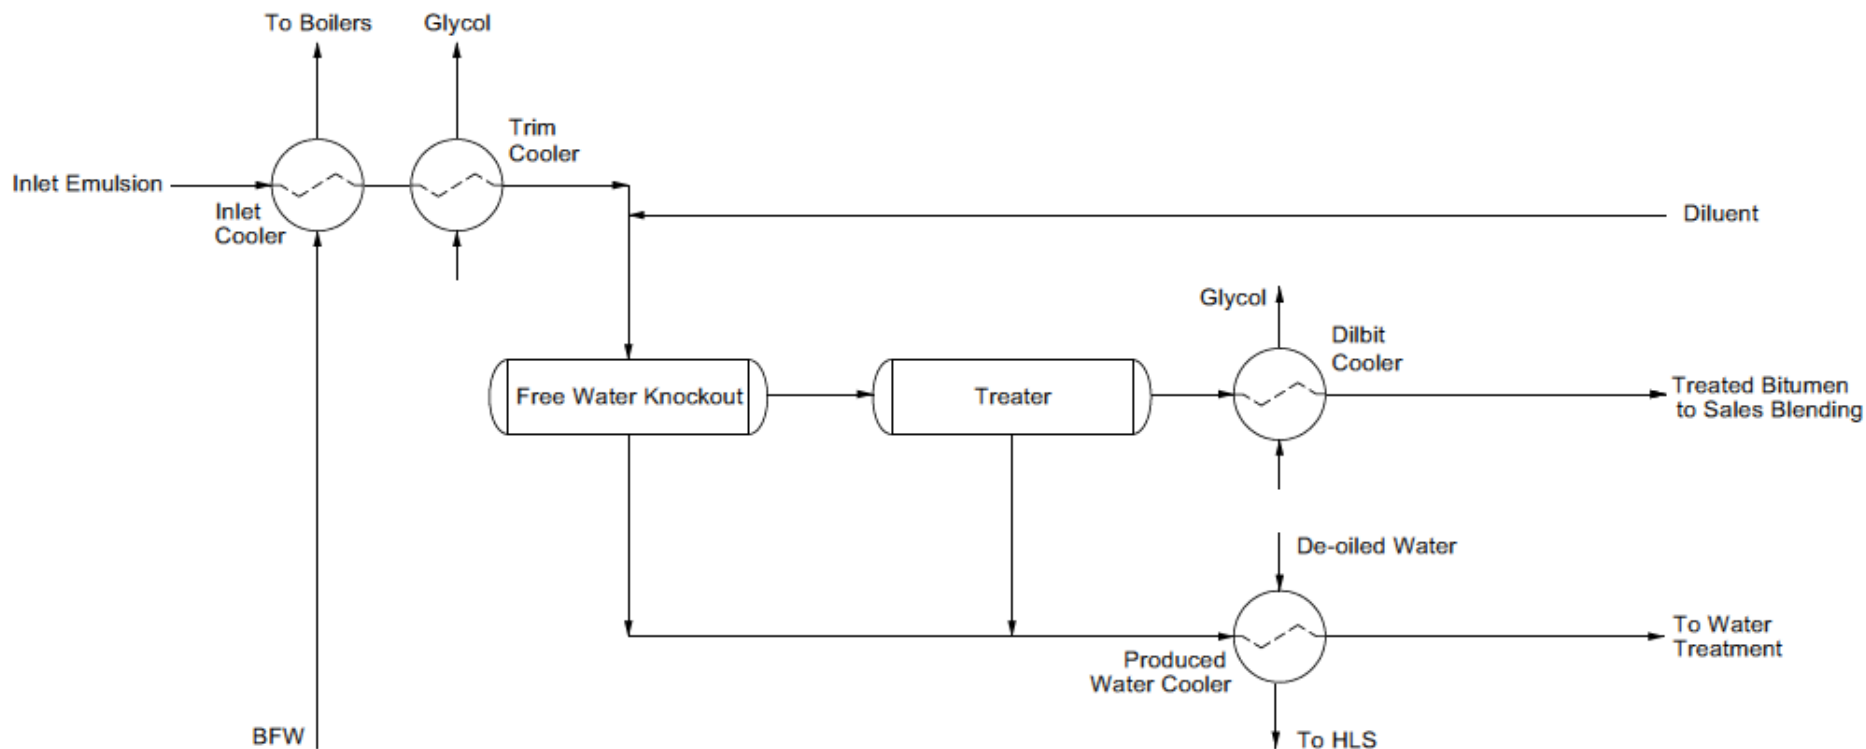 To Boilers
Glycol
Trim
Cooler
Inlet Emulsion
Inlet
Cooler
Diluent
Glycol
Dilbit
Cooler
Free Water Knockout
Treater
Treated Bitumen
to Sales Blending
De-oiled Water
Produced
Water Cooler
To Water
Treatment
BFW
To HLS